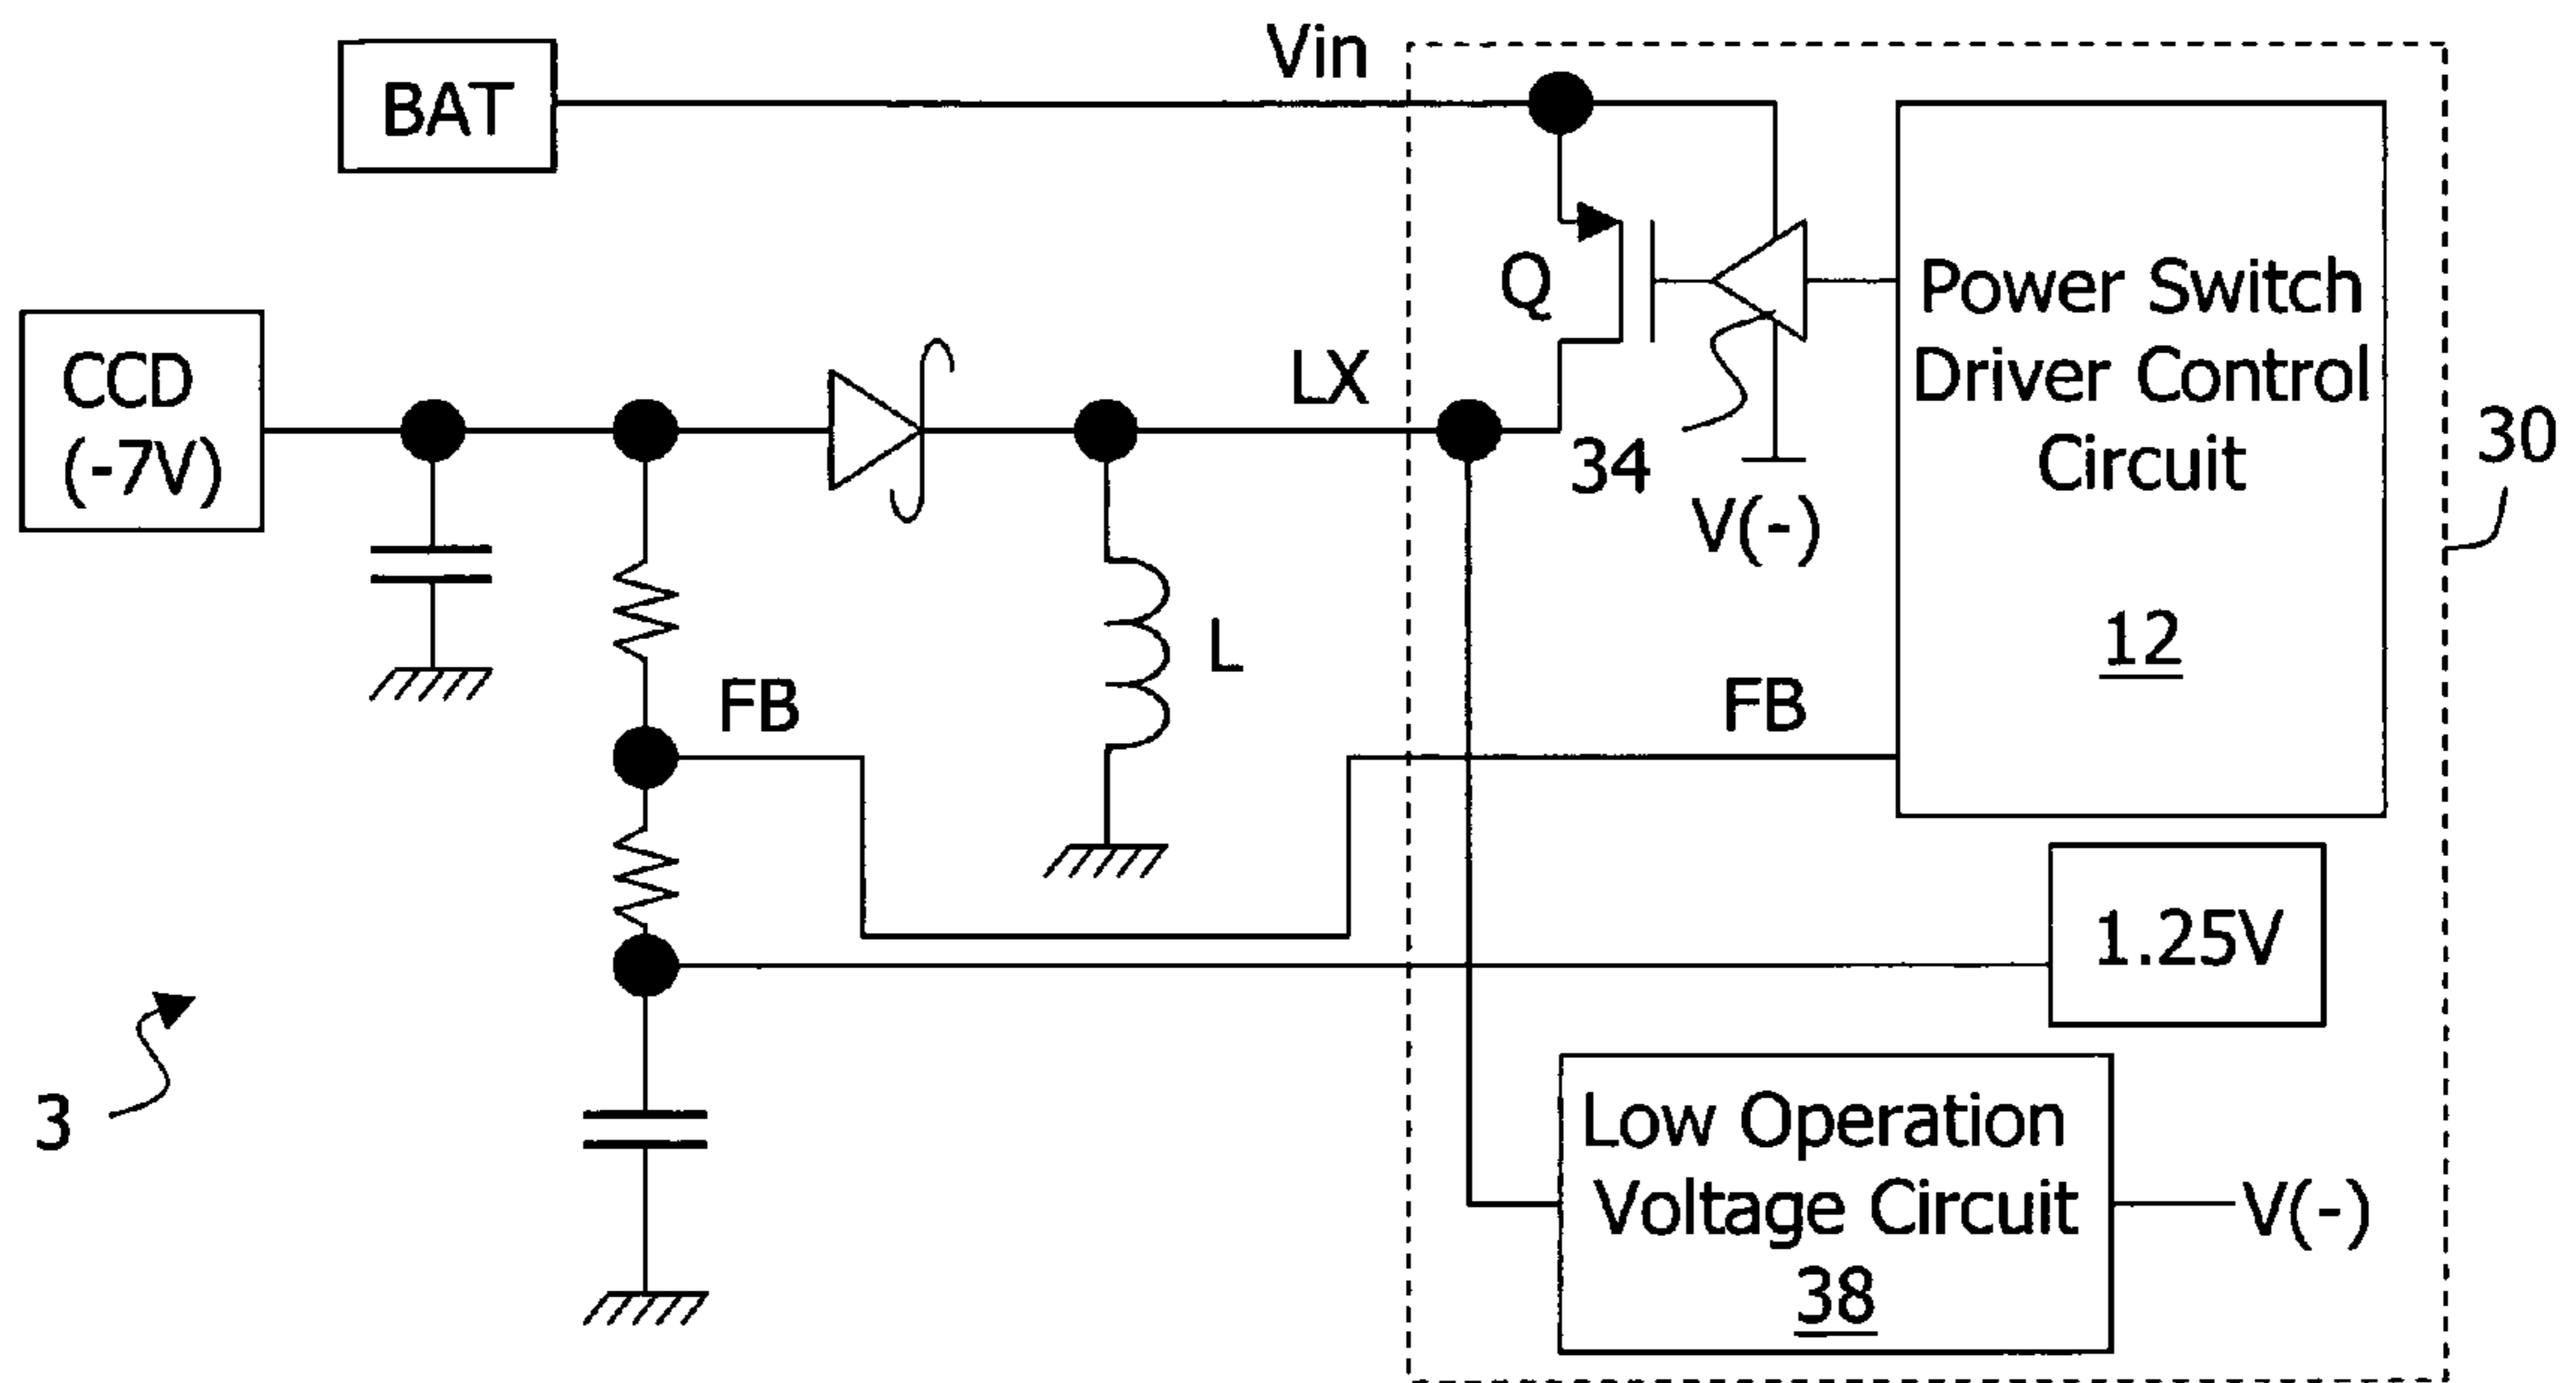 Vin
BAT
CCD
(-7V)
LX
Q
34
V(-)
Power Switch
Driver Control
Circuit
12
30
L
FB
FB
1.25V
3
Low Operation
Voltage Circuit
38
V(-)